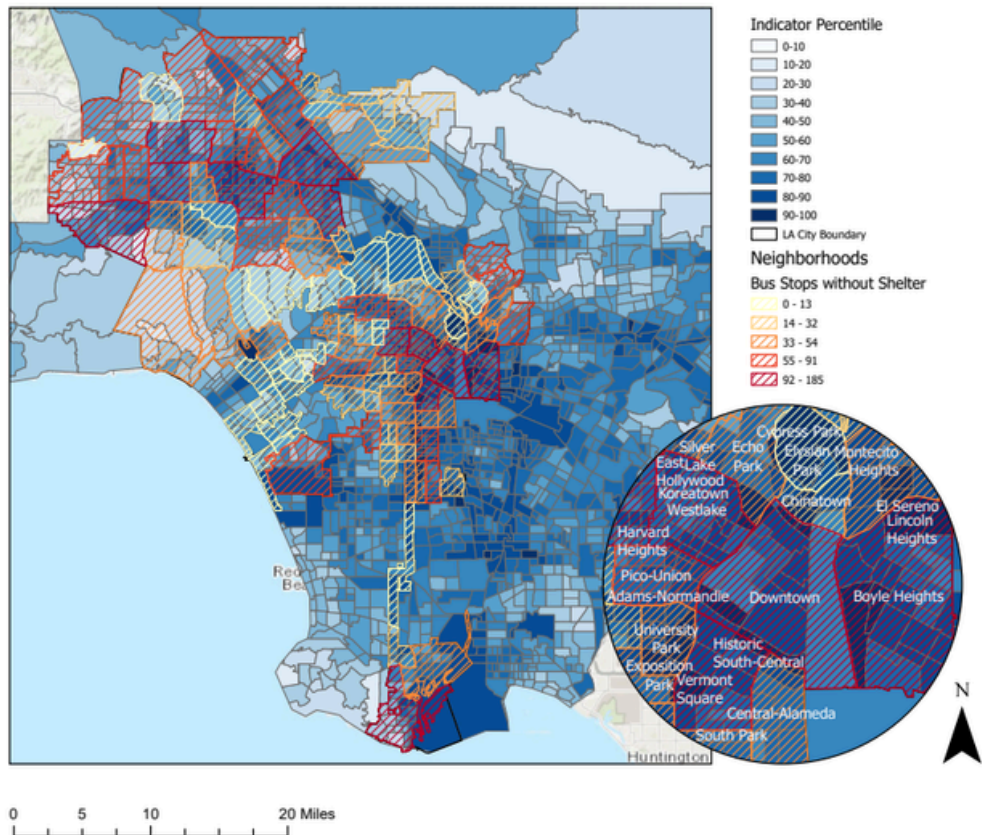 Indicator Percentile
0-10
10-20
20-30
30-40
40-50
50-60
60-70
70-80
80-90
90-100
LA City Boundary
Neighborhoods
Bus Stops without Shelter
0 - 13
14 - 32
33 - 54
55 - 91
92 - 185
Cypress Park
Silver
Echo
Elysian
Montecito
East
Lake
Park
Park
Heights
Hollywood
Koreatown
Chinatown
El Sereno
Westlake
Lincoln
Harvard
Heights
Heights
Pico-Union
Adams-Normandie
Downtown
Boyle Heights
University
Park
Historic
South-Central
Exposition
Park
Vermont
Square
Central-Alameda
South Park
N
Huntington
0 5 10 20 Miles